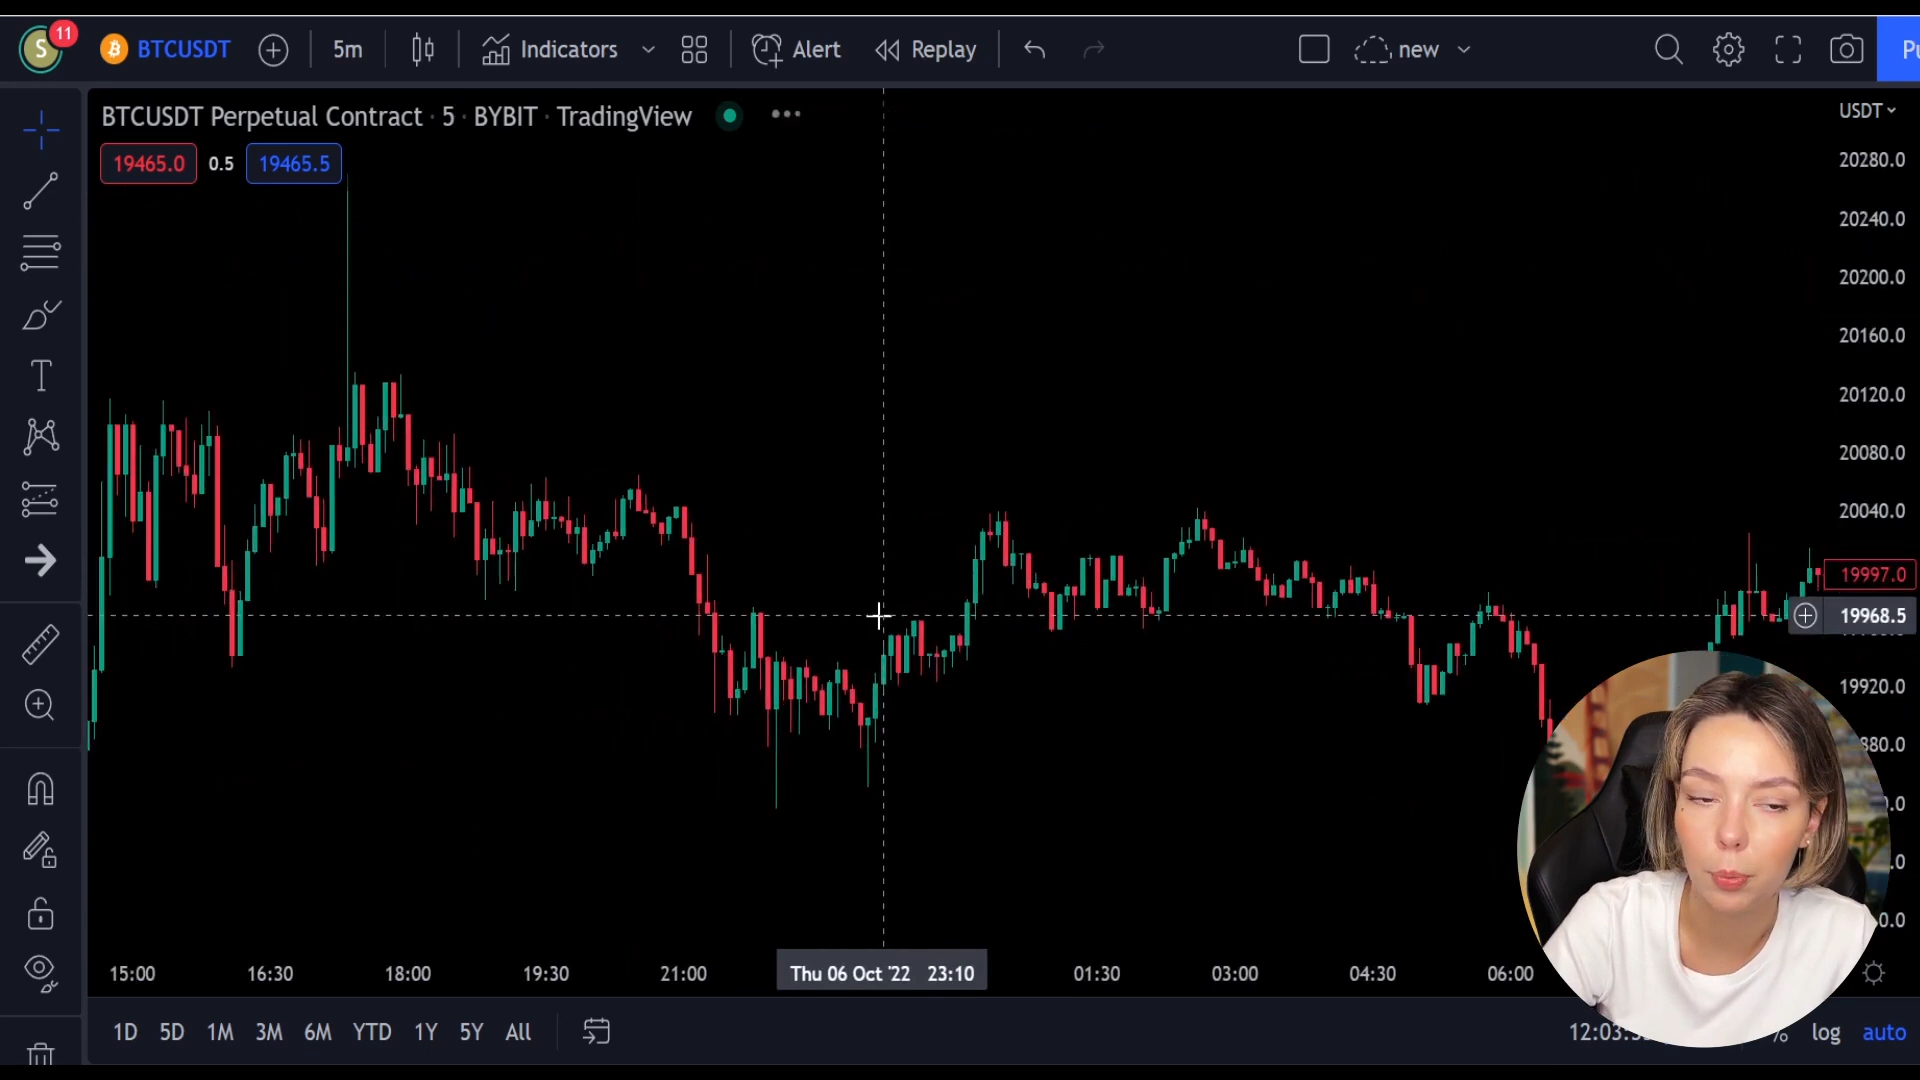 S 11 BTCUSDT 5m Indicators Alert Replay new Pu
BTCUSDT Perpetual Contract · 5 · BYBIT · TradingView
19465.0 0.5 19465.5
USDT
20280.0
20240.0
20200.0
20160.0
20120.0
20080.0
20040.0
19997.0
19968.5
19920.0
15:00 16:30 18:00 19:30 21:00 Thu 06 Oct '22 23:10 01:30 03:00 04:30 06:00
1D 5D 1M 3M 6M YTD 1Y 5Y All % log auto